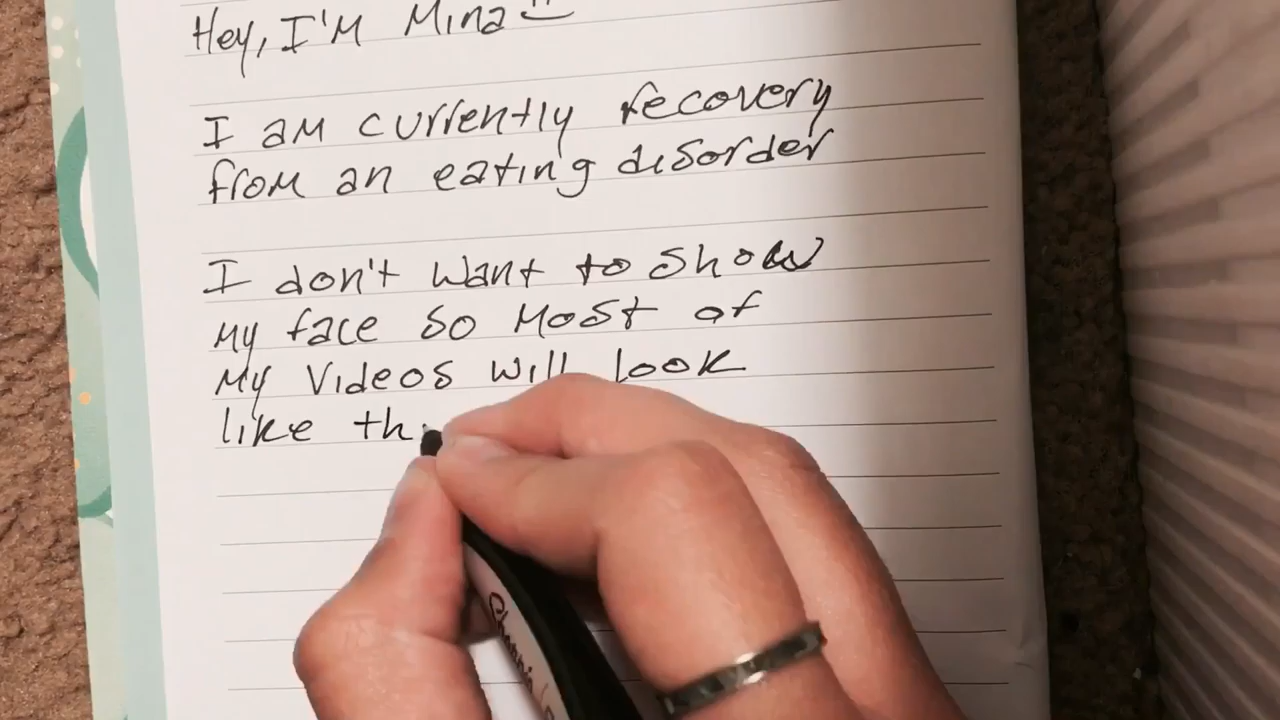 Hey, I'M Mina
I am currently recovery
from an eating disorder
I don't want to show
My face so Most of
My Videos will look
like th
Sharpie